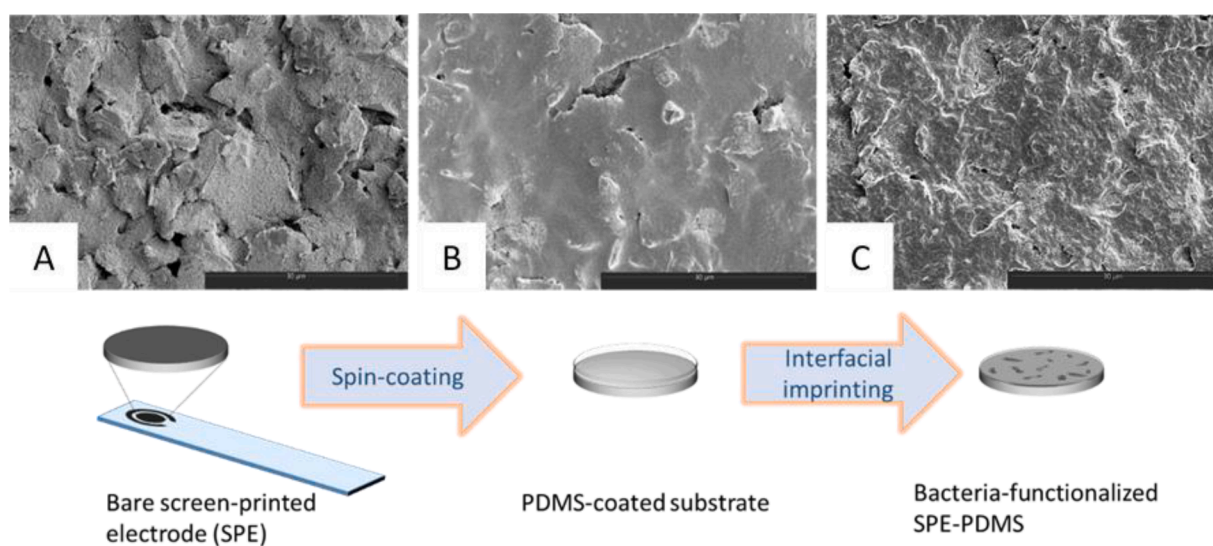 A
B
C
Spin-coating
Interfacial
imprinting
Bare screen-printed
electrode (SPE)
PDMS-coated substrate
Bacteria-functionalized
SPE-PDMS